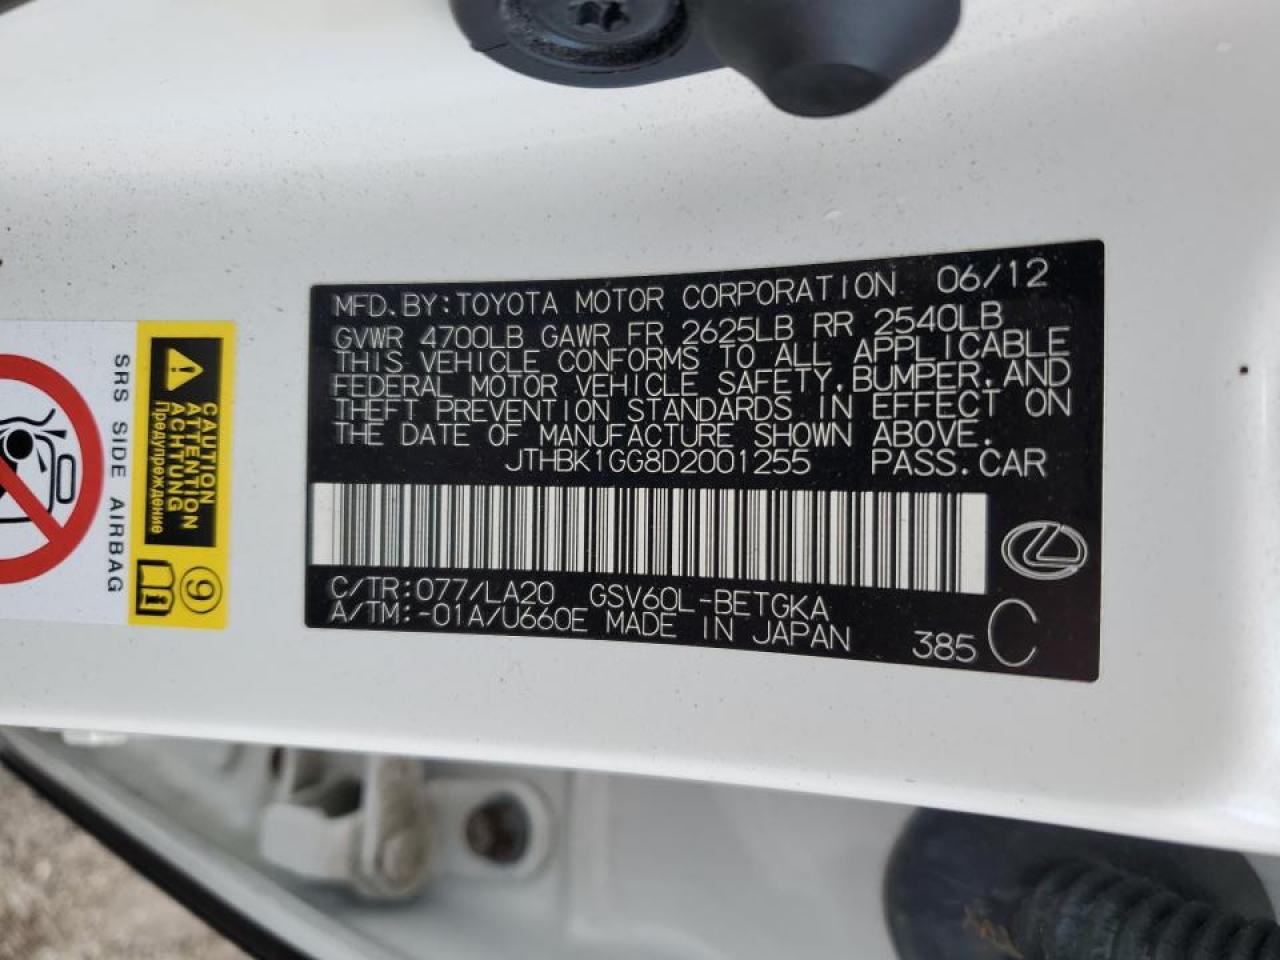 MFD.BY:TOYOTA MOTOR CORPORATION 06/12
GVWR 4700LB GAWR FR 2625LB RR 2540LB
THIS VEHICLE CONFORMS TO ALL APPLICABLE
FEDERAL MOTOR VEHICLE SAFETY,BUMPER,AND
THEFT PREVENTION STANDARDS IN EFFECT ON
THE DATE OF MANUFACTURE SHOWN ABOVE.
JTHBK1GG8D2001255 PASS.CAR
C/TR:077/LA20 GSV60L-BETGKA
A/TM:-01A/U660E MADE IN JAPAN 385 C
CAUTION
ATTENTION
ACHTUNG
Предупреждение
9
SRS SIDE AIRBAG